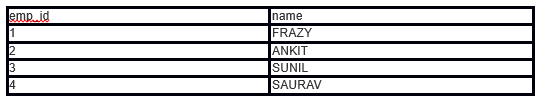 emp_id name
1 FRAZY
2 ANKIT
3 SUNIL
4 SAURAV